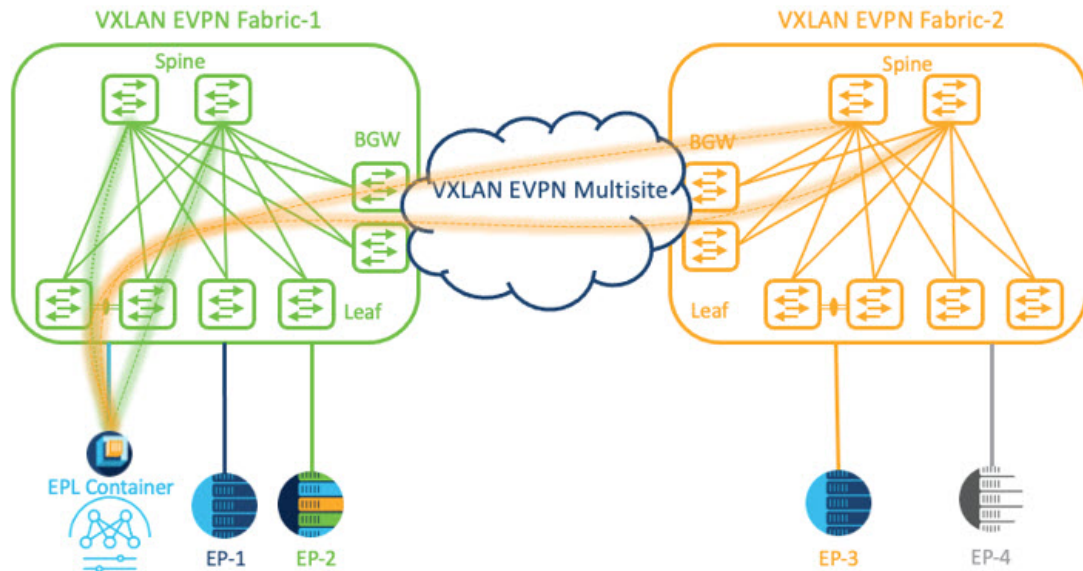 VXLAN EVPN Fabric-1
VXLAN EVPN Fabric-2
Spine
Spine
BGW
BGW
VXLAN EVPN Multisite
Leaf
Leaf
EPL Container
EP-1
EP-2
EP-3
EP-4